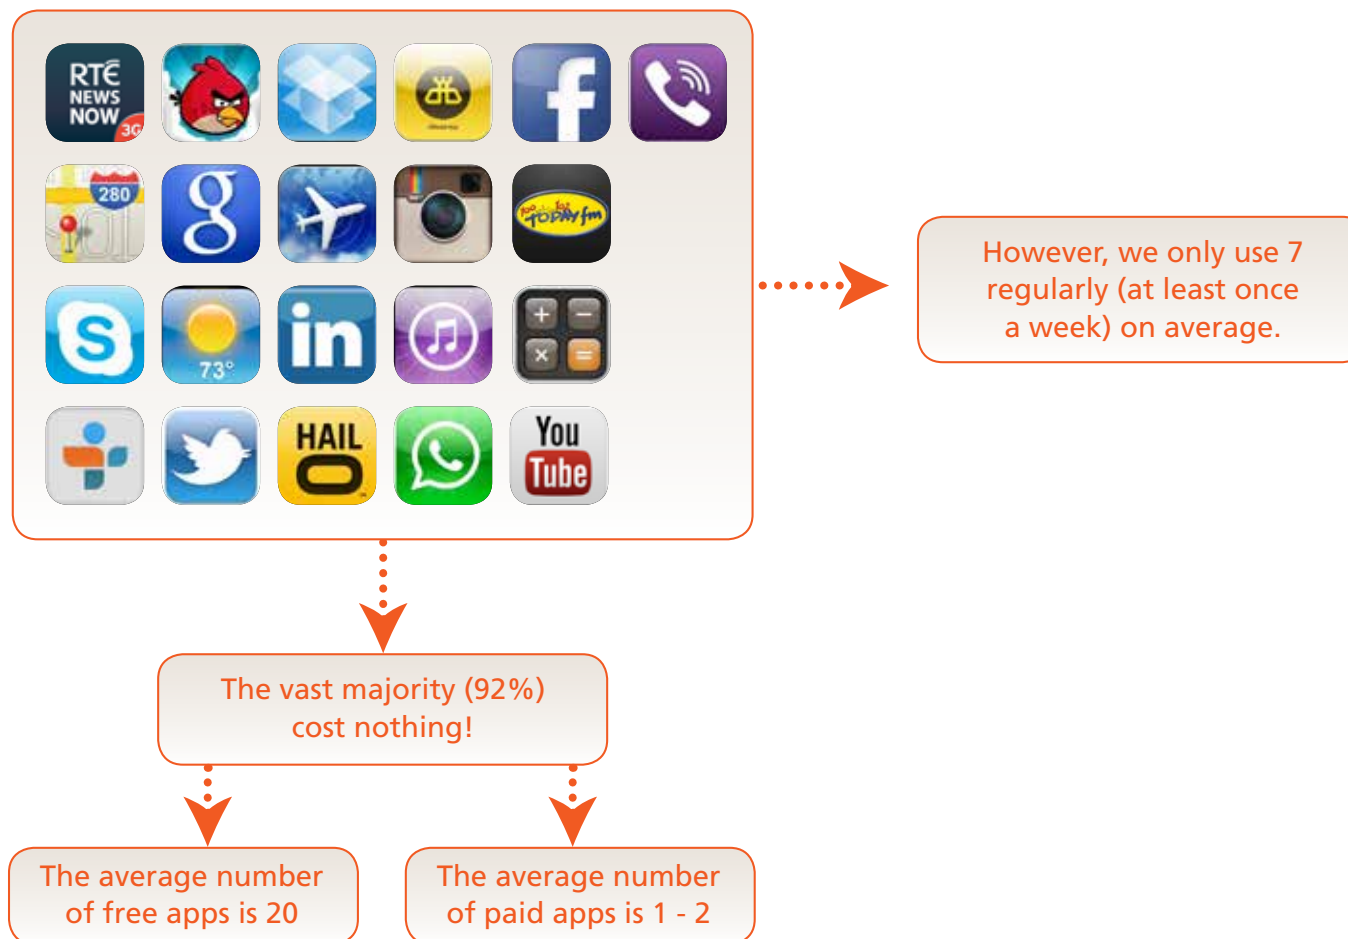 RTÉ
NEWS
NOW
3G
f
280
g
TODAY fm
S
73°
in
+ −
× =
HAIL
O
You
Tube
However, we only use 7
regularly (at least once
a week) on average.
The vast majority (92%)
cost nothing!
The average number
of free apps is 20
The average number
of paid apps is 1 - 2